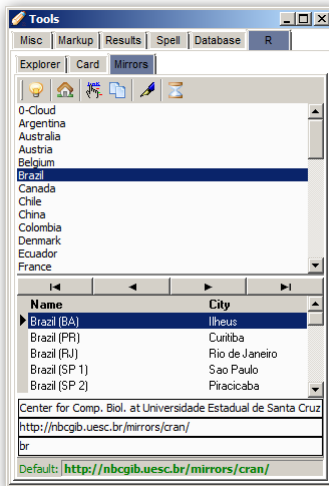 Tools
Misc Markup Results Spell Database R
Explorer Card Mirrors
0-Cloud
Argentina
Australia
Austria
Belgium
Brazil
Canada
Chile
China
Colombia
Denmark
Ecuador
France
Name City
Brazil (BA) Ilheus
Brazil (PR) Curitiba
Brazil (RJ) Rio de Janeiro
Brazil (SP 1) Sao Paulo
Brazil (SP 2) Piracicaba
Center for Comp. Biol. at Universidade Estadual de Santa Cruz
http://nbcgib.uesc.br/mirrors/cran/
br
Default: http://nbcgib.uesc.br/mirrors/cran/